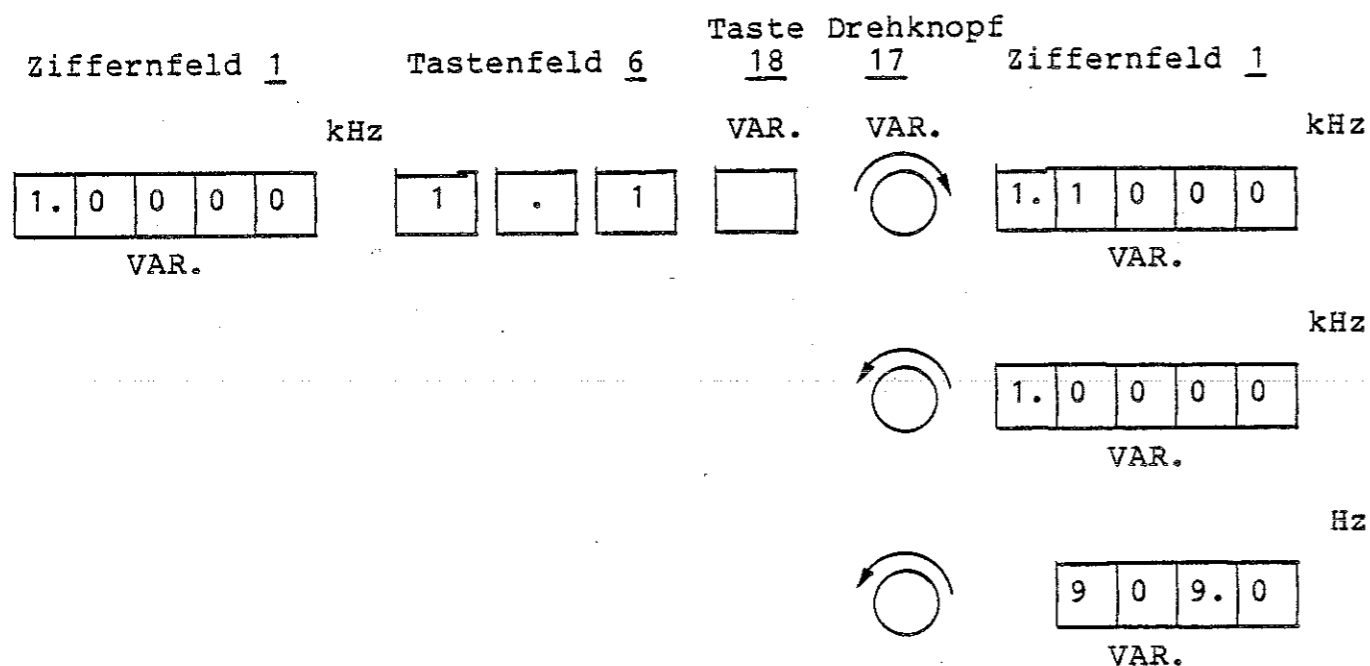 Taste Drehknopf
Ziffernfeld 1 Tastenfeld 6 18 17 Ziffernfeld 1
kHz VAR. VAR. kHz
1. 0 0 0 0 1 . 1 1. 1 0 0 0
VAR. VAR.
kHz
1. 0 0 0 0
VAR.
Hz
9 0 9. 0
VAR.